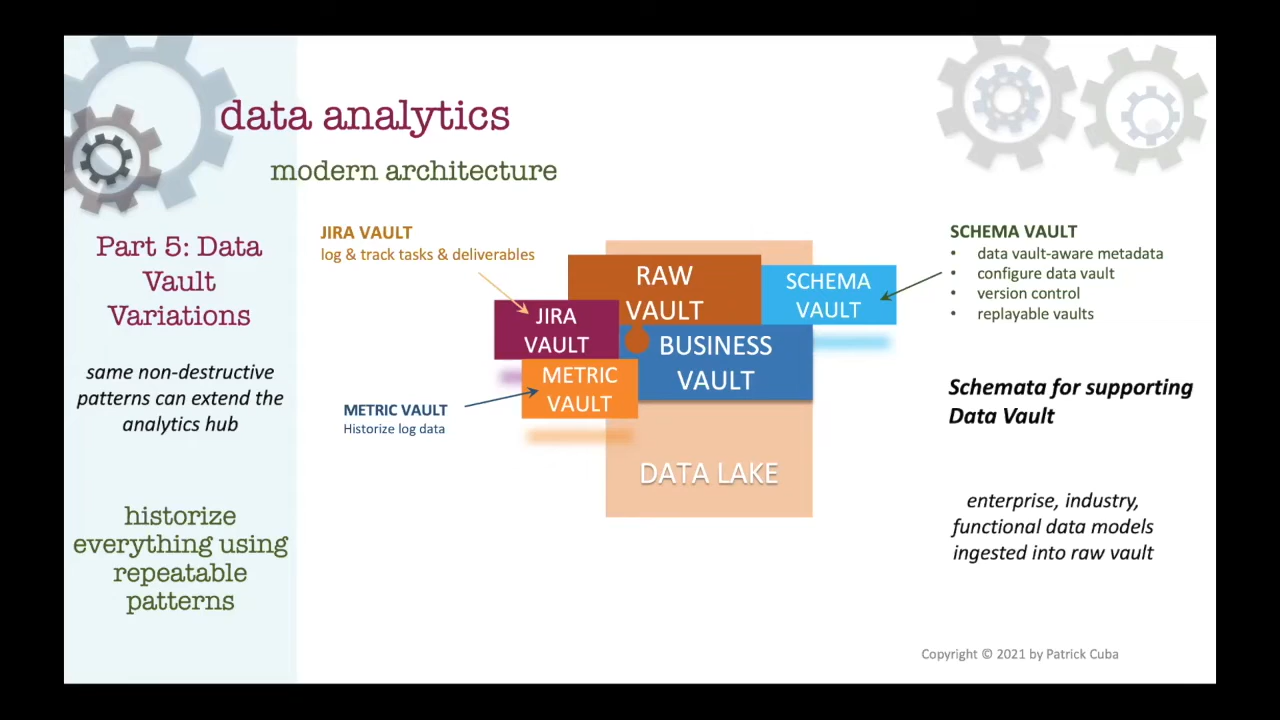 data analytics
modern architecture
Part 5: Data
Vault
Variations
same non-destructive
patterns can extend the
analytics hub
historize
everything using
repeatable
patterns
JIRA VAULT
log & track tasks & deliverables
RAW
VAULT
SCHEMA
VAULT
JIRA
VAULT
BUSINESS
VAULT
METRIC
VAULT
METRIC VAULT
Historize log data
DATA LAKE
SCHEMA VAULT
• data vault-aware metadata
• configure data vault
• version control
• replayable vaults
Schemata for supporting
Data Vault
enterprise, industry,
functional data models
ingested into raw vault
Copyright © 2021 by Patrick Cuba